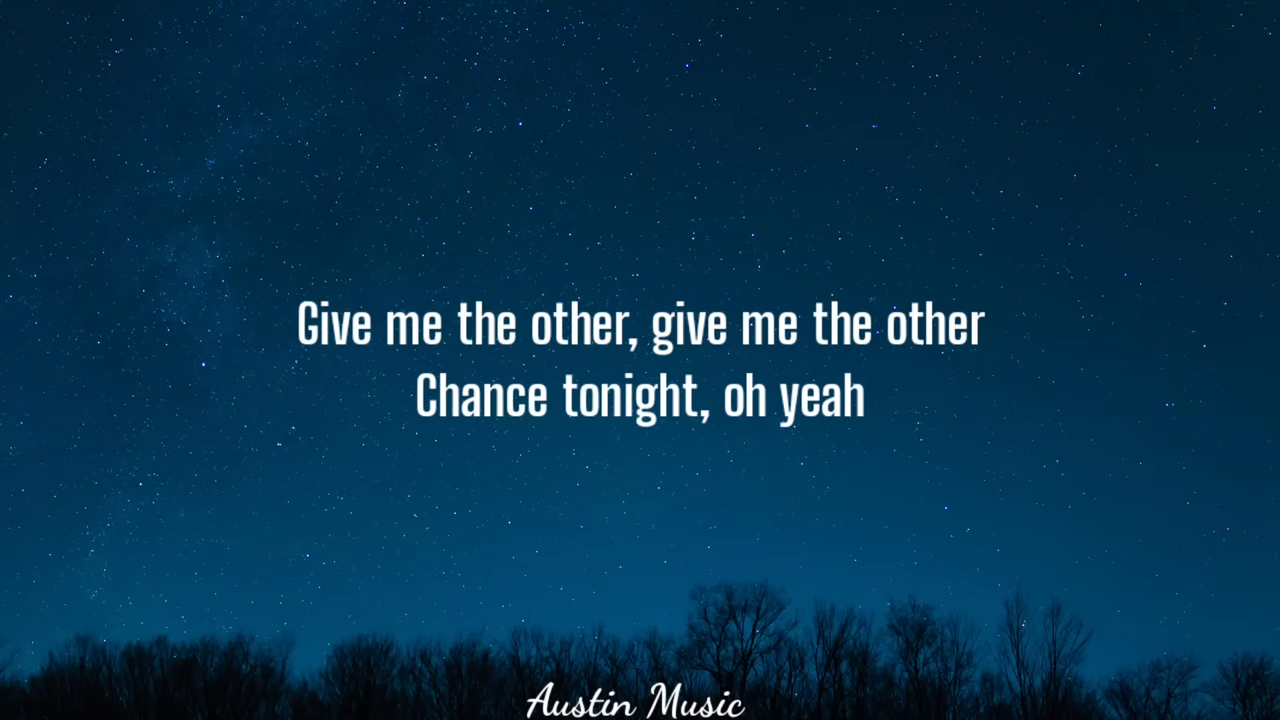 Give me the other, give me the other
Chance tonight, oh yeah
Austin Music